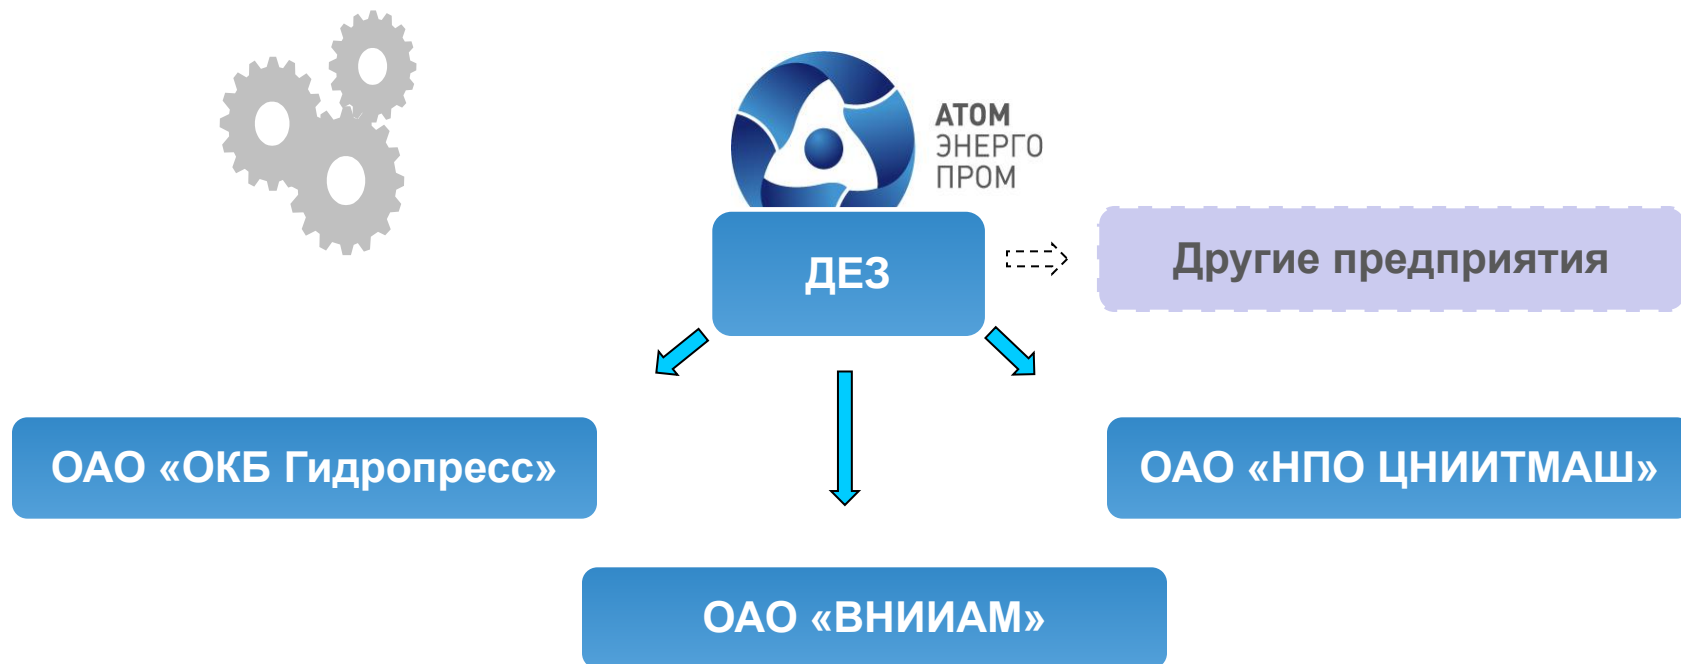 АТОМ
ЭНЕРГО
ПРОМ
ДЕЗ
Другие предприятия
ОАО «ОКБ Гидропресс»
ОАО «НПО ЦНИИТМАШ»
ОАО «ВНИИАМ»